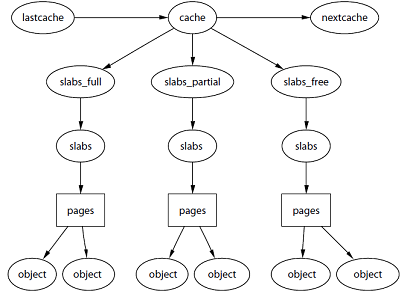 lastcache cache nextcache
slabs_full slabs_partial slabs_free
slabs slabs slabs
pages pages pages
object object object object object object